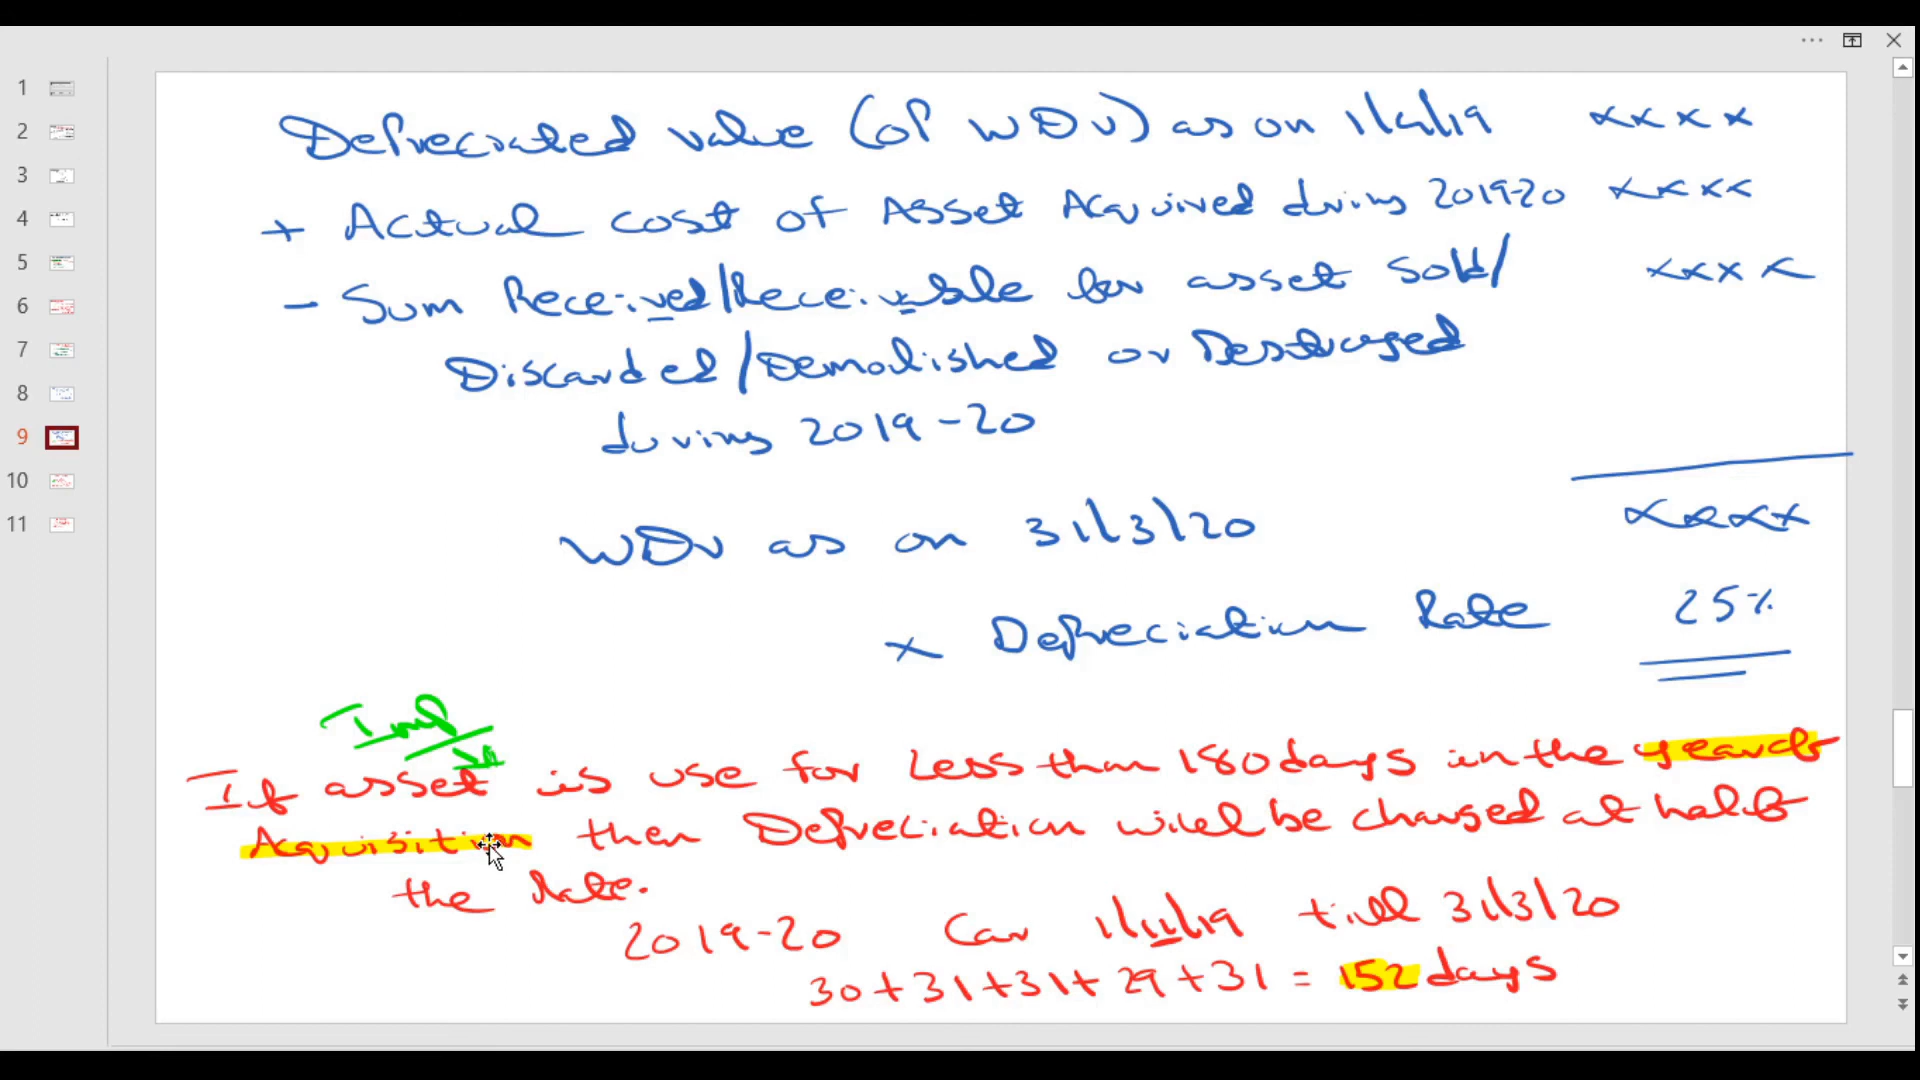 1
2
3
4
5
6
7
8
9
10
11
Depreciated value (of WDV) as on 1/4/19 xxxx
+ Actual cost of Asset Acquired during 2019-20 xxxx
- Sum Received/Receivable for asset sold/ xxxx
Discarded/Demolished or Destroyed
during 2019-20
WDV as on 31/3/20 xxxx
x Depreciation Rate 25%
If asset is use for Less than 180 days in the year of
Acquisition then Depreciation will be charged at half
the Rate.
2019-20 Car 1/11/19 till 31/3/20
30+31+31+29+31 = 152 days